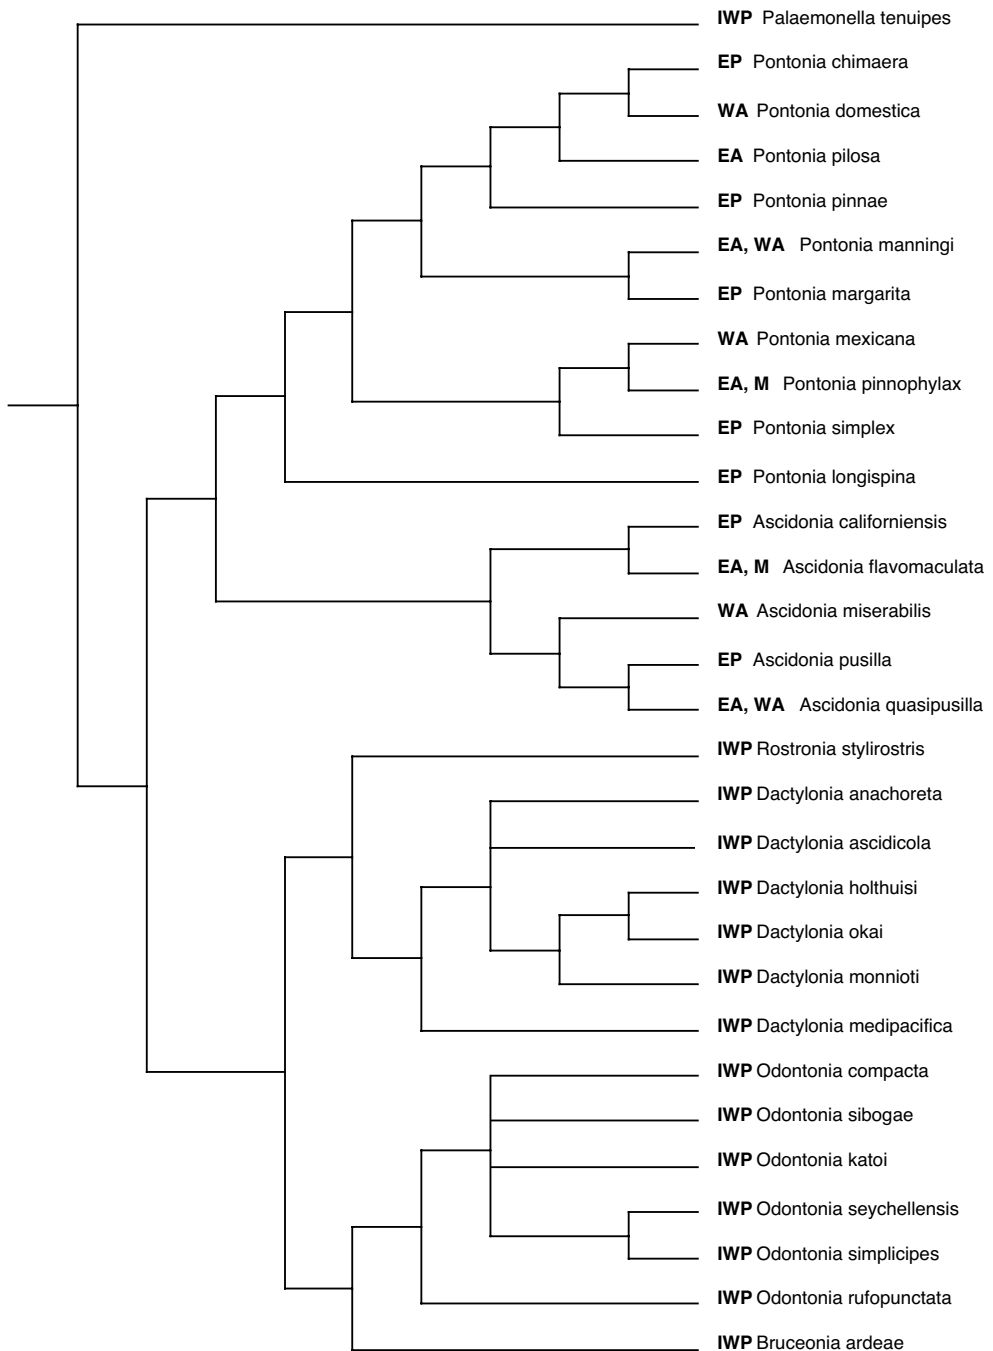 IWP Palaemonella tenuipes
EP Pontonia chimaera
WA Pontonia domestica
EA Pontonia pilosa
EP Pontonia pinnae
EA, WA Pontonia manningi
EP Pontonia margarita
WA Pontonia mexicana
EA, M Pontonia pinnophylax
EP Pontonia simplex
EP Pontonia longispina
EP Ascidonia californiensis
EA, M Ascidonia flavomaculata
WA Ascidonia miserabilis
EP Ascidonia pusilla
EA, WA Ascidonia quasipusilla
IWP Rostronia stylirostris
IWP Dactylonia anachoreta
IWP Dactylonia ascidicola
IWP Dactylonia holthuisi
IWP Dactylonia okai
IWP Dactylonia monnioti
IWP Dactylonia medipacifica
IWP Odontonia compacta
IWP Odontonia sibogae
IWP Odontonia katoi
IWP Odontonia seychellensis
IWP Odontonia simplicipes
IWP Odontonia rufopunctata
IWP Bruceonia ardeae